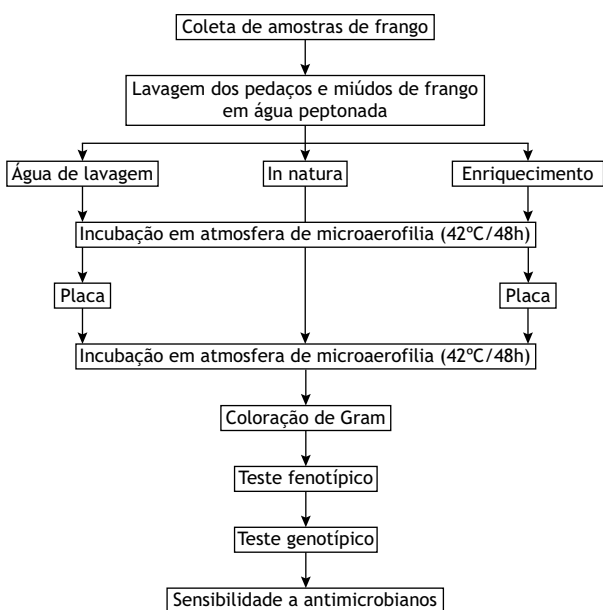 Coleta de amostras de frango
Lavagem dos pedaços e miúdos de frango
em água peptonada
Água de lavagem
In natura
Enriquecimento
Incubação em atmosfera de microaerofilia (42ºC/48h)
Placa
Placa
Incubação em atmosfera de microaerofilia (42ºC/48h)
Coloração de Gram
Teste fenotípico
Teste genotípico
Sensibilidade a antimicrobianos